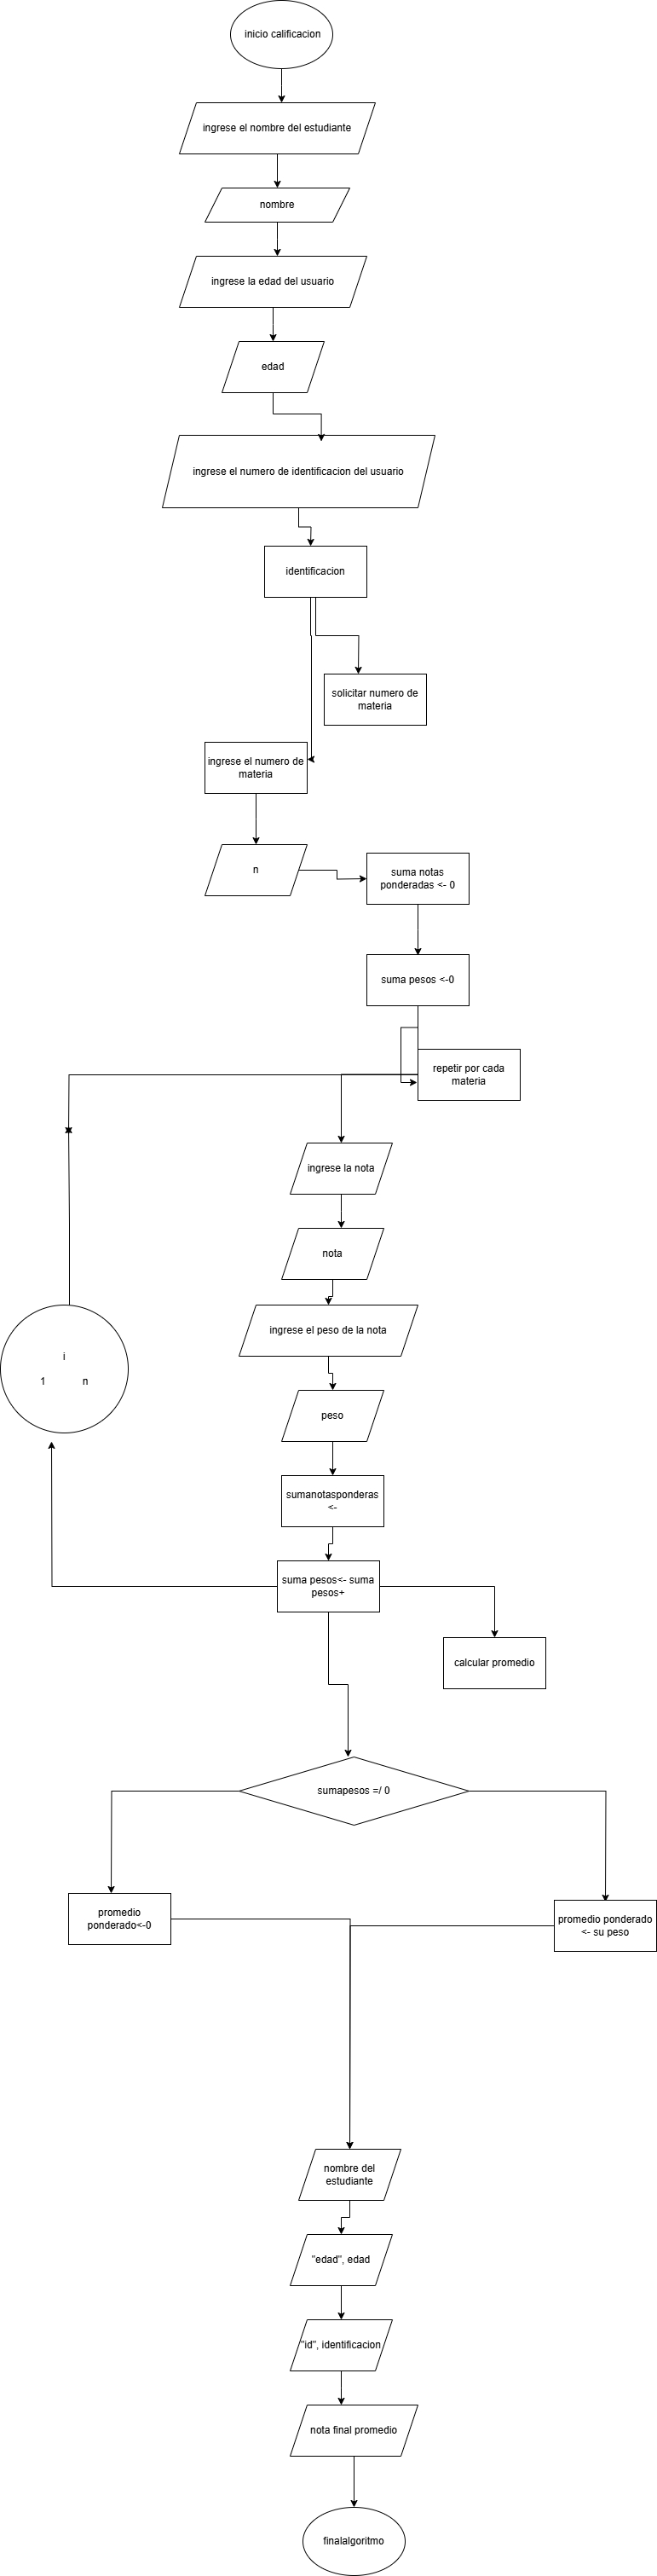 inicio calificacion
ingrese el nombre del estudiante
nombre
ingrese la edad del usuario
edad
ingrese el numero de identificacion del usuario
identificacion
solicitar numero de
materia
ingrese el numero de
materia
n
suma notas
ponderadas <- 0
suma pesos <-0
repetir por cada
materia
ingrese la nota
nota
ingrese el peso de la nota
i
1 n
peso
sumanotasponderas
<-
suma pesos<- suma
pesos+
calcular promedio
sumapesos =/ 0
promedio
ponderado<-0
promedio ponderado
<- su peso
nombre del
estudiante
"edad", edad
"id", identificacion
nota final promedio
finalalgoritmo